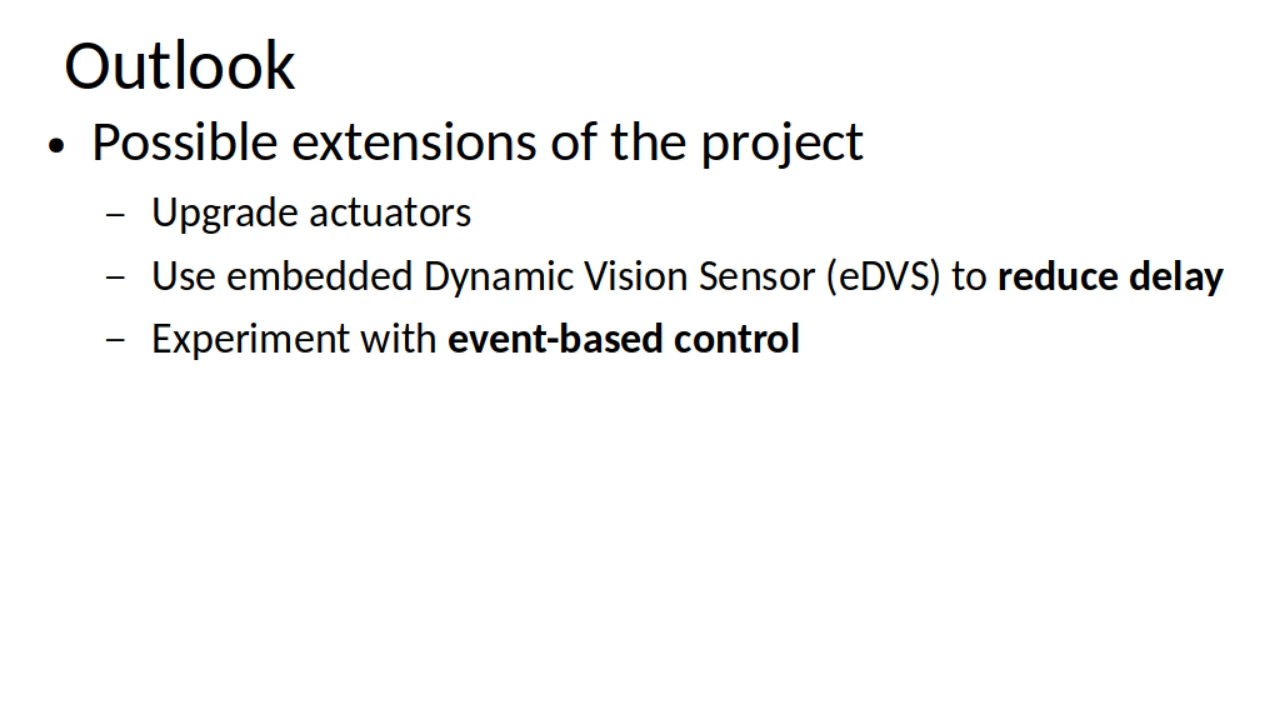 Outlook
• Possible extensions of the project
– Upgrade actuators
– Use embedded Dynamic Vision Sensor (eDVS) to reduce delay
– Experiment with event-based control